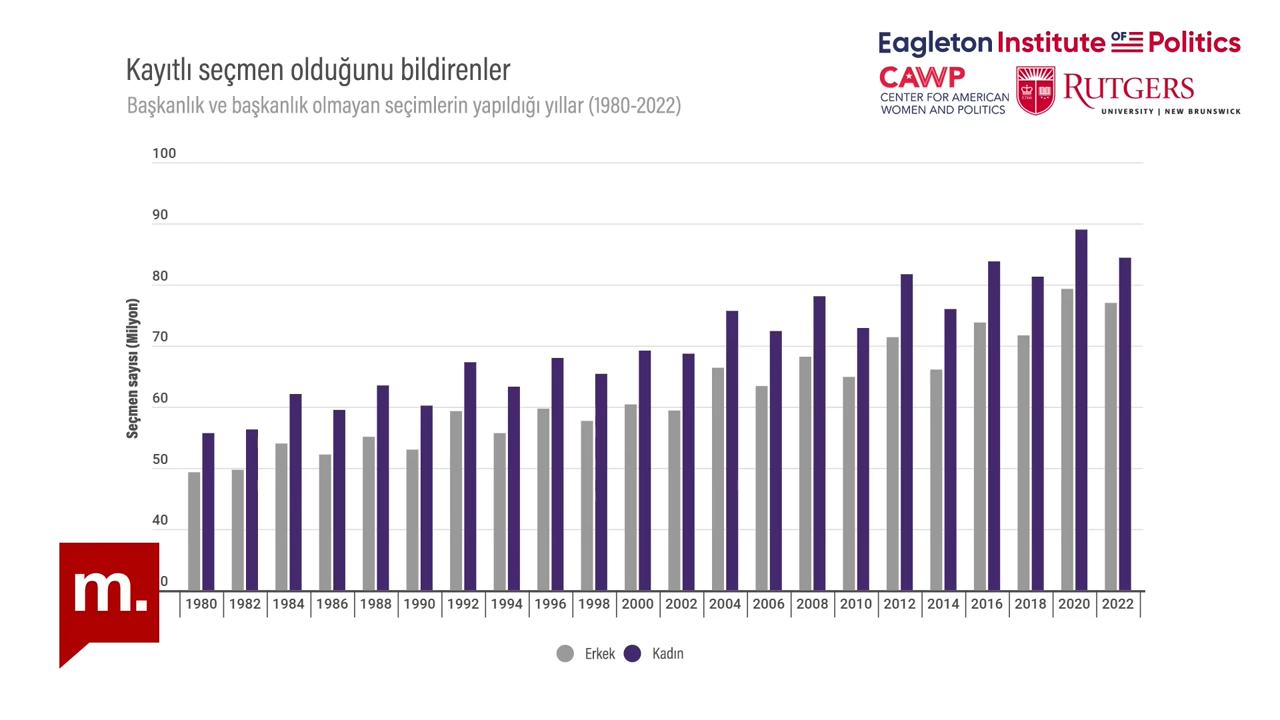 Kayıtlı seçmen olduğunu bildirenler
Başkanlık ve başkanlık olmayan seçimlerin yapıldığı yıllar (1980-2022)
Eagleton Institute OF Politics
CAWP
CENTER FOR AMERICAN
WOMEN AND POLITICS
RUTGERS
UNIVERSITY | NEW BRUNSWICK
Seçmen sayısı (Milyon)
100
90
80
70
60
50
40
0
1980 1982 1984 1986 1988 1990 1992 1994 1996 1998 2000 2002 2004 2006 2008 2010 2012 2014 2016 2018 2020 2022
Erkek Kadın
m.